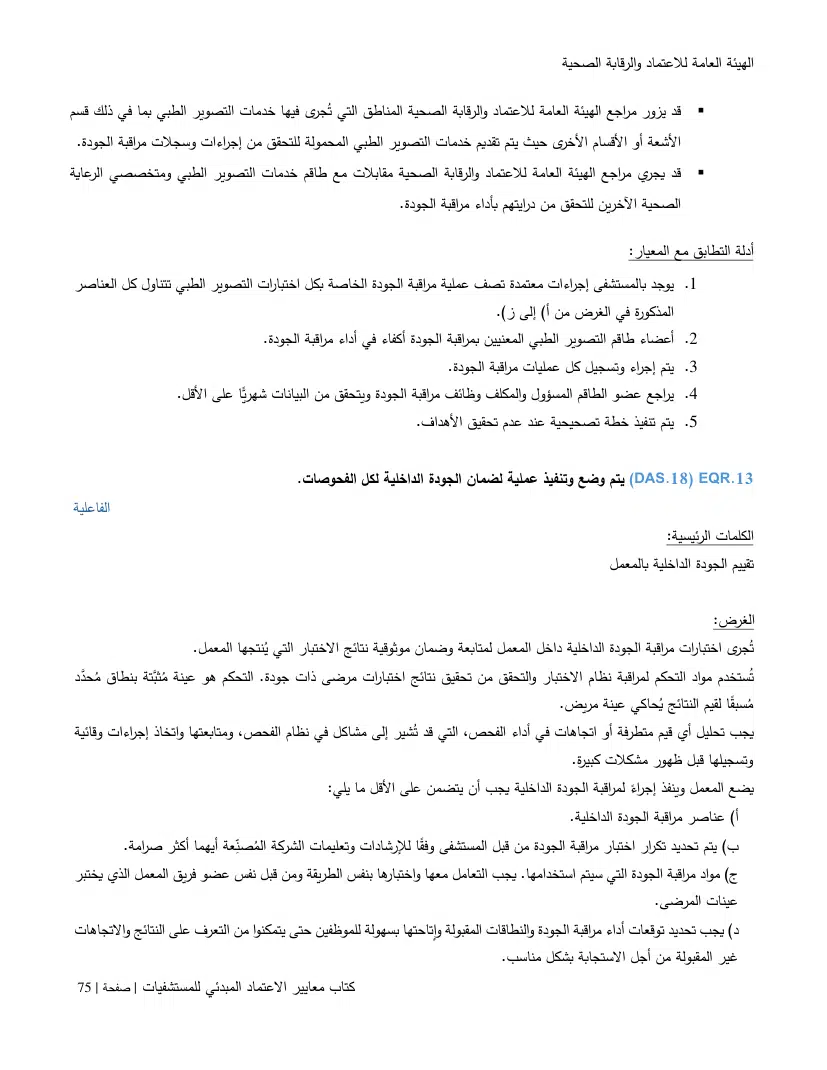 الهيئة العامة للاعتماد والرقابة الصحية
▪ قد يزور مراجع الهيئة العامة للاعتماد والرقابة الصحية المناطق التي تُجرى فيها خدمات التصوير الطبي بما في ذلك قسم
الأشعة أو الأقسام الأخرى حيث يتم تقديم خدمات التصوير الطبي المحمولة للتحقق من إجراءات وسجلات مراقبة الجودة.
▪ قد يجري مراجع الهيئة العامة للاعتماد والرقابة الصحية مقابلات مع طاقم خدمات التصوير الطبي ومتخصصي الرعاية
الصحية الآخرين للتحقق من درايتهم بأداء مراقبة الجودة.
أدلة التطابق مع المعيار:
1. يوجد بالمستشفى إجراءات معتمدة تصف عملية مراقبة الجودة الخاصة بكل اختبارات التصوير الطبي تتناول كل العناصر
المذكورة في الغرض من أ) إلى ز).
2. أعضاء طاقم التصوير الطبي المعنيين بمراقبة الجودة أكفاء في أداء مراقبة الجودة.
3. يتم إجراء وتسجيل كل عمليات مراقبة الجودة.
4. يراجع عضو الطاقم المسؤول والمكلف وظائف مراقبة الجودة ويتحقق من البيانات شهريًّا على الأقل.
5. يتم تنفيذ خطة تصحيحية عند عدم تحقيق الأهداف.
EQR.13 (DAS.18) يتم وضع وتنفيذ عملية لضمان الجودة الداخلية لكل الفحوصات.
الفاعلية
الكلمات الرئيسية:
تقييم الجودة الداخلية بالمعمل
الغرض:
تُجرى اختبارات مراقبة الجودة الداخلية داخل المعمل لمتابعة وضمان موثوقية نتائج الاختبار التي يُنتجها المعمل.
تُستخدم مواد التحكم لمراقبة نظام الاختبار والتحقق من تحقيق نتائج اختبارات مرضى ذات جودة. التحكم هو عينة مُثبَّتة بنطاق مُحدَّد
مُسبقًا لقيم النتائج يُحاكي عينة مريض.
يجب تحليل أي قيم متطرفة أو اتجاهات في أداء الفحص، التي قد تُشير إلى مشاكل في نظام الفحص، ومتابعتها واتخاذ إجراءات وقائية
وتسجيلها قبل ظهور مشكلات كبيرة.
يضع المعمل وينفذ إجراءً لمراقبة الجودة الداخلية يجب أن يتضمن على الأقل ما يلي:
أ) عناصر مراقبة الجودة الداخلية.
ب) يتم تحديد تكرار اختبار مراقبة الجودة من قبل المستشفى وفقًا للإرشادات وتعليمات الشركة المُصنِّعة أيهما أكثر صرامة.
ج) مواد مراقبة الجودة التي سيتم استخدامها. يجب التعامل معها واختبارها بنفس الطريقة ومن قبل نفس عضو فريق المعمل الذي يختبر
عينات المرضى.
د) يجب تحديد توقعات أداء مراقبة الجودة والنطاقات المقبولة وإتاحتها بسهولة للموظفين حتى يتمكنوا من التعرف على النتائج والاتجاهات
غير المقبولة من أجل الاستجابة بشكل مناسب.
كتاب معايير الاعتماد المبدئي للمستشفيات | صفحة | 75